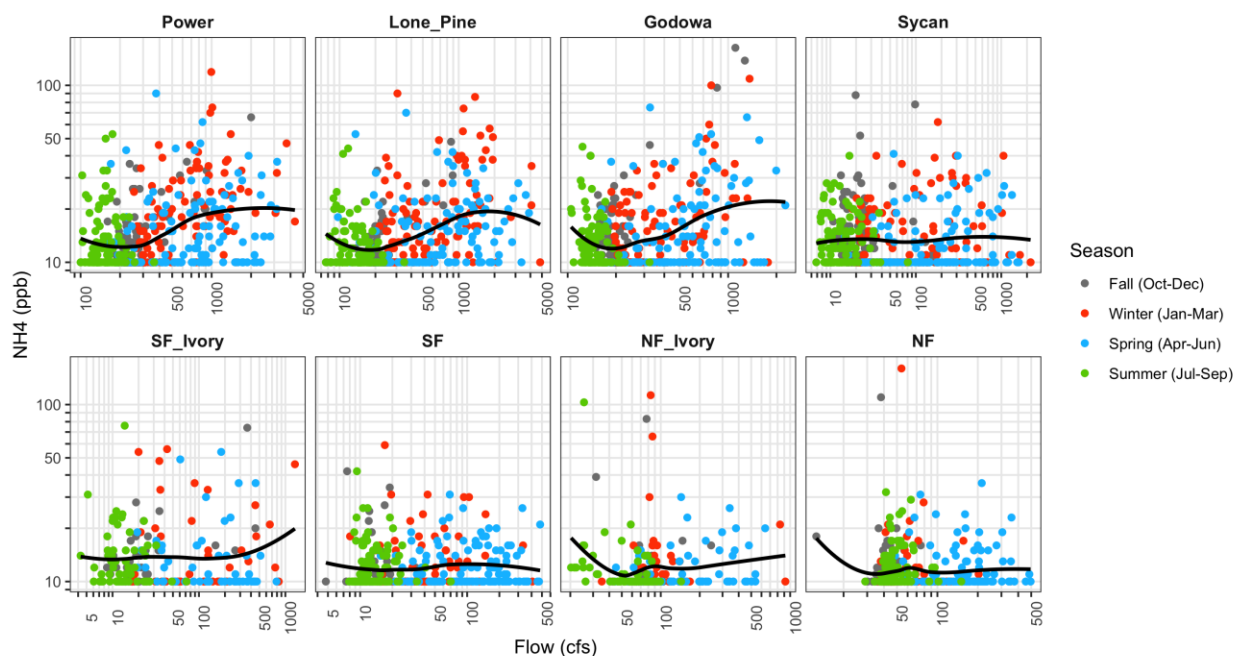 Power Lone_Pine Godowa Sycan
100
50
10
100 500 1000 5000
100 500 1000 5000
100 500 1000
10 50 100 500 1000
NH4 (ppb)
SF_Ivory SF NF_Ivory NF
100
50
10
5 10 50 100 500 1000
5 10 50 100 500
50 100 500 1000
50 100 500
Flow (cfs)
Season
Fall (Oct-Dec)
Winter (Jan-Mar)
Spring (Apr-Jun)
Summer (Jul-Sep)